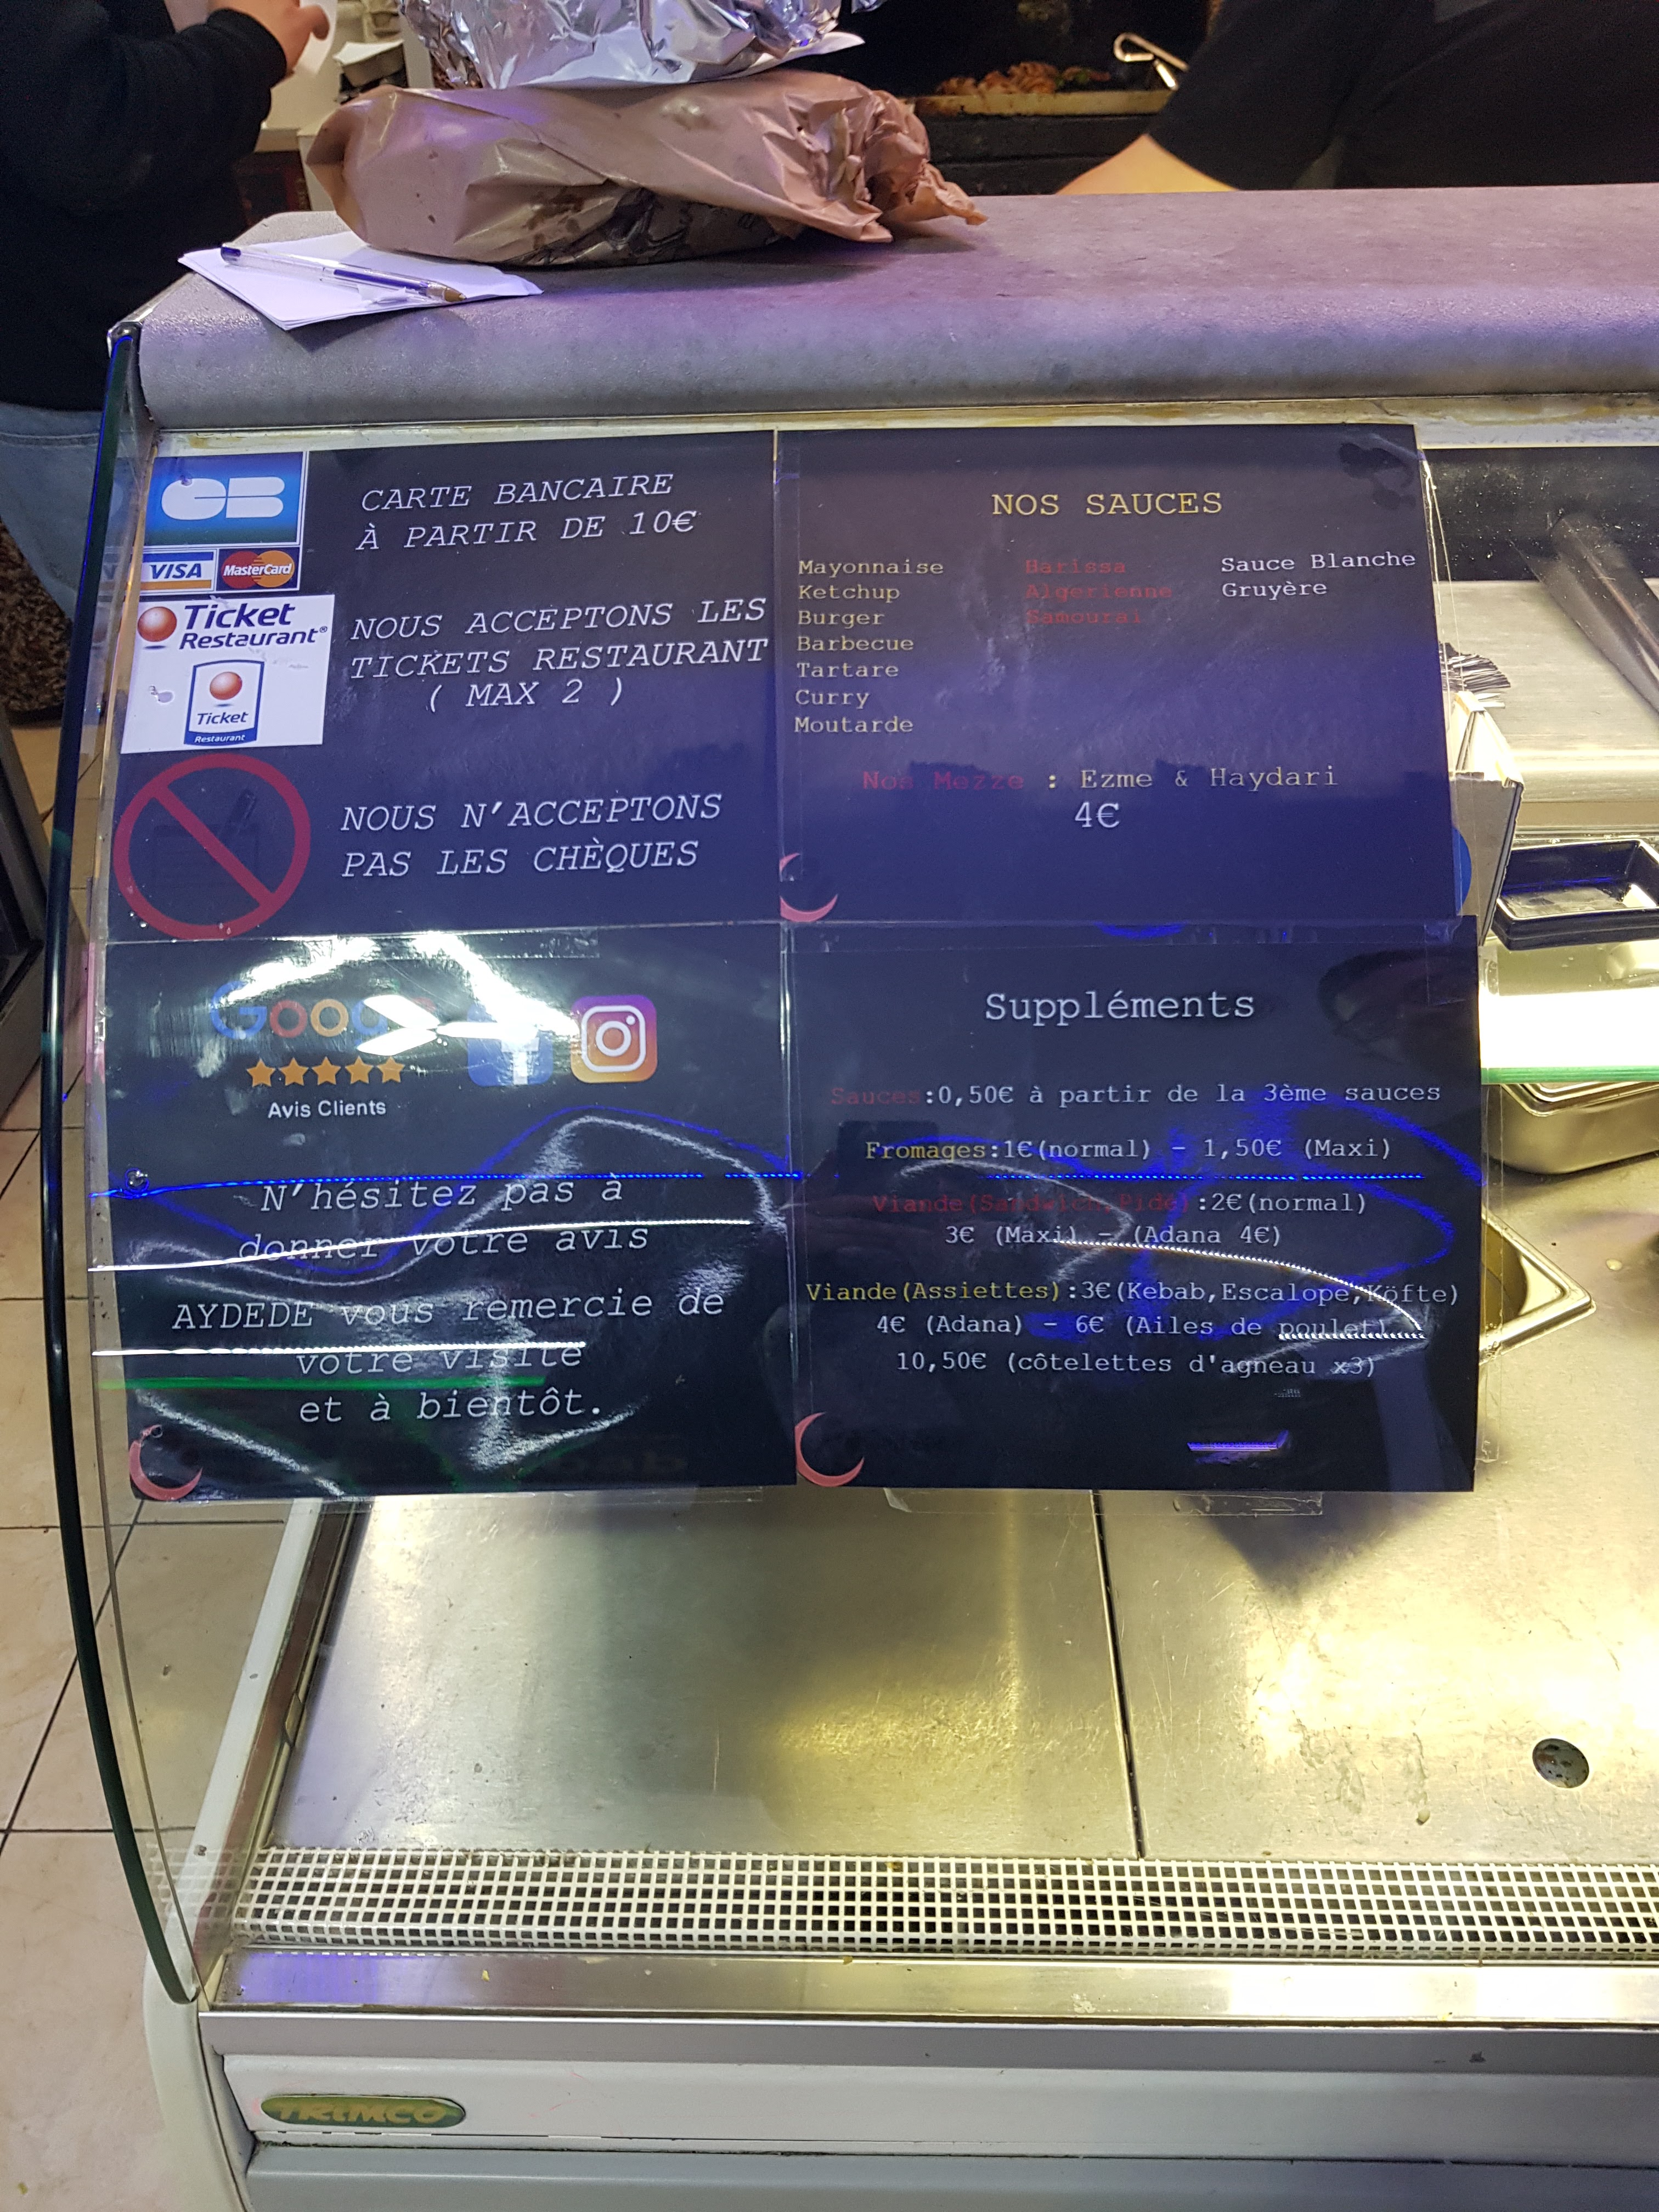 CB
VISA
MasterCard
CARTE BANCAIRE
À PARTIR DE 10€
Ticket
Restaurant®
Ticket
Restaurant
NOUS ACCEPTONS LES
TICKETS RESTAURANT
( MAX 2 )
NOUS N'ACCEPTONS
PAS LES CHÈQUES
NOS SAUCES
Mayonnaise
Ketchup
Burger
Barbecue
Tartare
Curry
Moutarde
Harissa
Algerienne
Samourai
Sauce Blanche
Gruyère
Nos Mezze : Ezme & Haydari
4€
Google
Avis Clients
N'hésitez pas à
donner votre avis
AYDEDE vous remercie de
votre visite
et à bientôt.
Suppléments
Sauces:0,50€ à partir de la 3ème sauces
Fromages:1€(normal) - 1,50€ (Maxi)
Viande(Sandwich,Pide):2€(normal)
3€ (Maxi) - (Adana 4€)
Viande(Assiettes):3€(Kebab,Escalope,Köfte)
4€ (Adana) - 6€ (Ailes de poulet)
10,50€ (côtelettes d'agneau x3)
TRIMCO